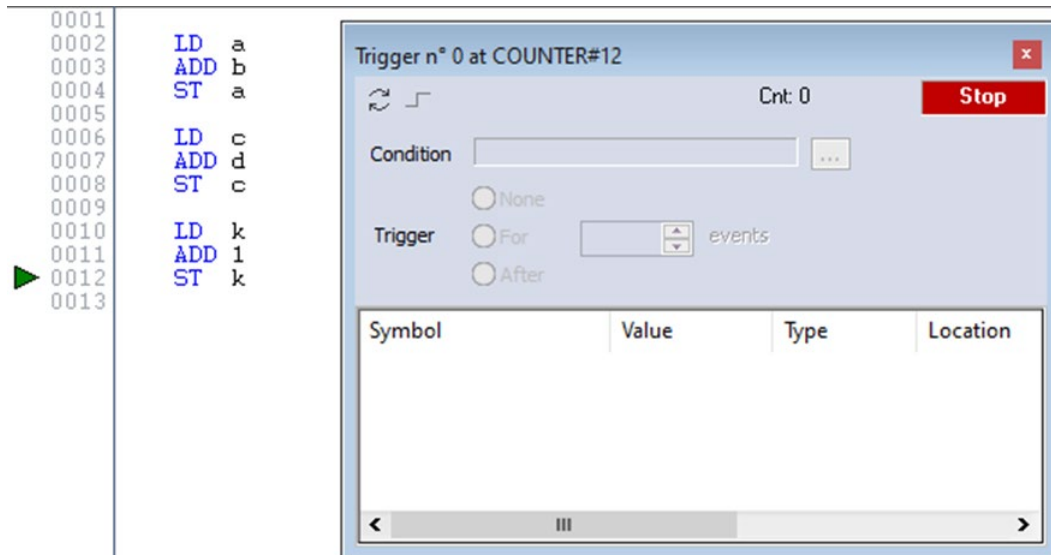 0001
0002 LD a
0003 ADD b
0004 ST a
0005
0006 LD c
0007 ADD d
0008 ST c
0009
0010 LD k
0011 ADD 1
0012 ST k
0013
Trigger n° 0 at COUNTER#12
x
Cnt: 0 Stop
Condition ...
None
Trigger For events
After
Symbol Value Type Location